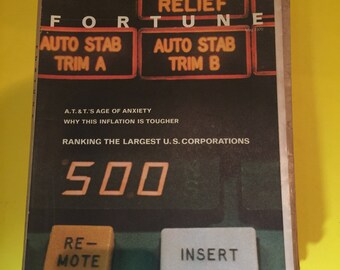 RELIEF
FORTUNE
AUTO STAB
TRIM A
AUTO STAB
TRIM B
A.T.&T.'S AGE OF ANXIETY
WHY THIS INFLATION IS TOUGHER
RANKING THE LARGEST U.S. CORPORATIONS
500
RE-
MOTE
INSERT